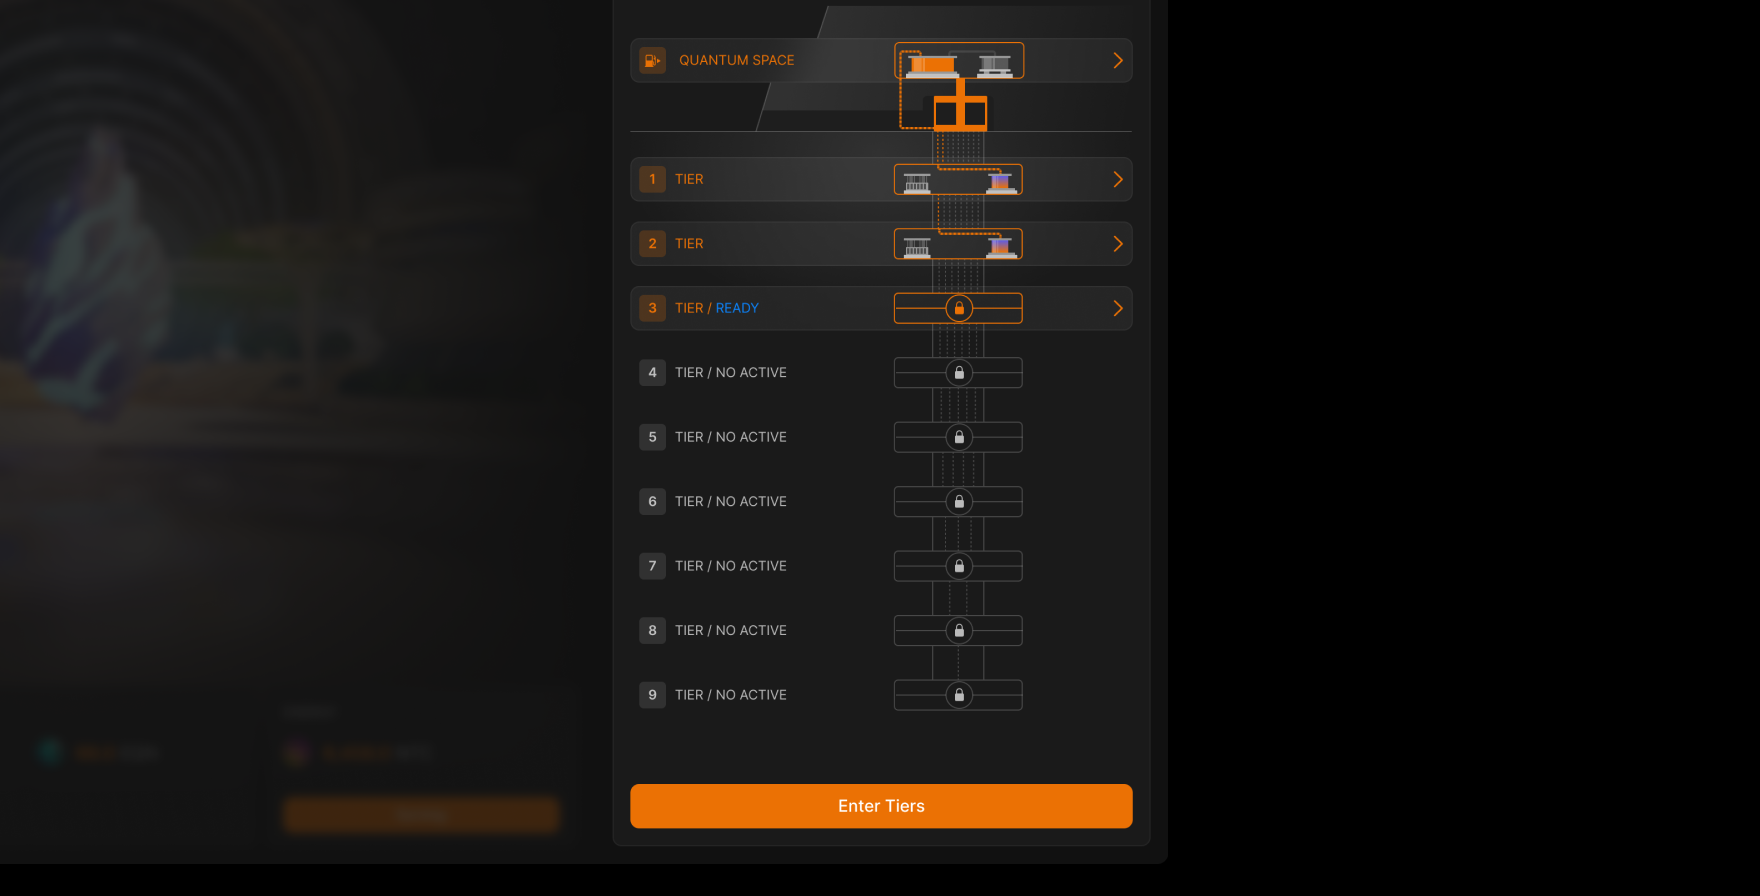 QUANTUM SPACE
1 TIER
2 TIER
3 TIER / READY
4 TIER / NO ACTIVE
5 TIER / NO ACTIVE
6 TIER / NO ACTIVE
7 TIER / NO ACTIVE
8 TIER / NO ACTIVE
9 TIER / NO ACTIVE
Enter Tiers